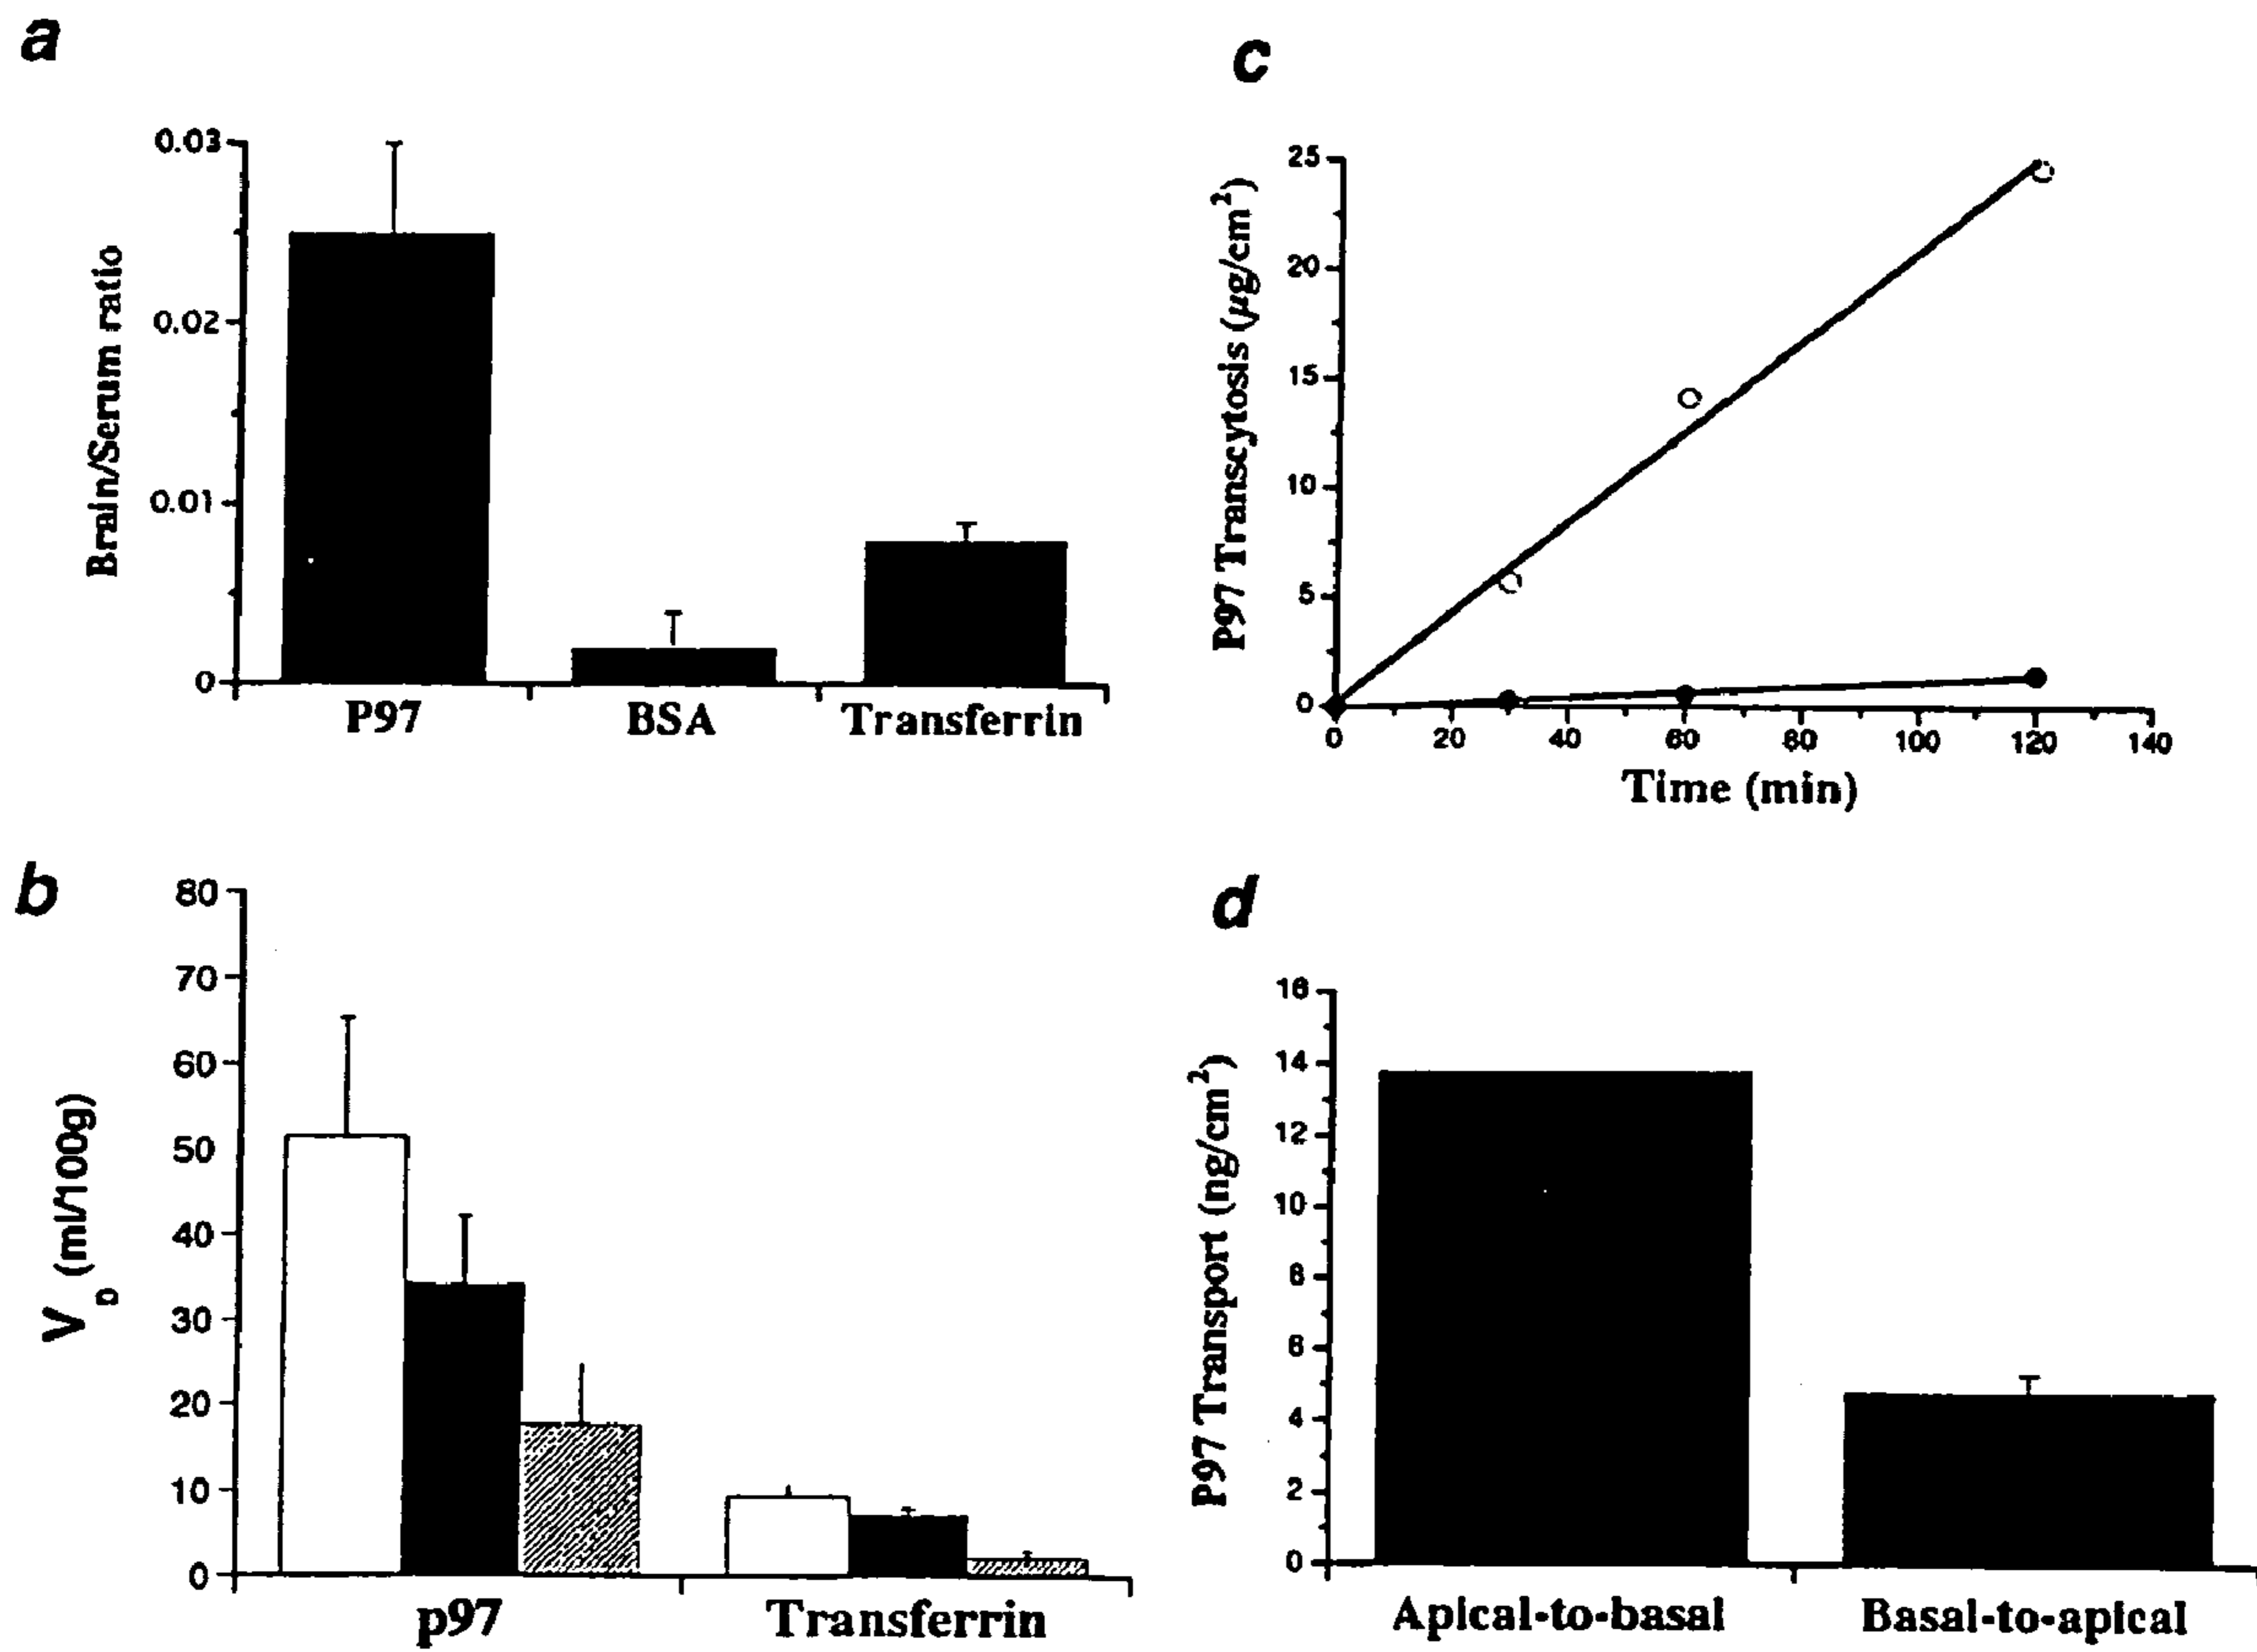 a
0.03
0.02
0.01
0
Brain/Serum ratio
P97 BSA Transferrin
b
80
70
60
50
40
30
20
10
0
V_D (ml/100g)
p97 Transferrin
c
25
20
15
10
5
0
P97 Transcytosis (µg/cm²)
0 20 40 60 80 100 120 140
Time (min)
d
16
14
12
10
8
6
4
2
0
P97 Transport (ng/cm²)
Apical-to-basal Basal-to-apical